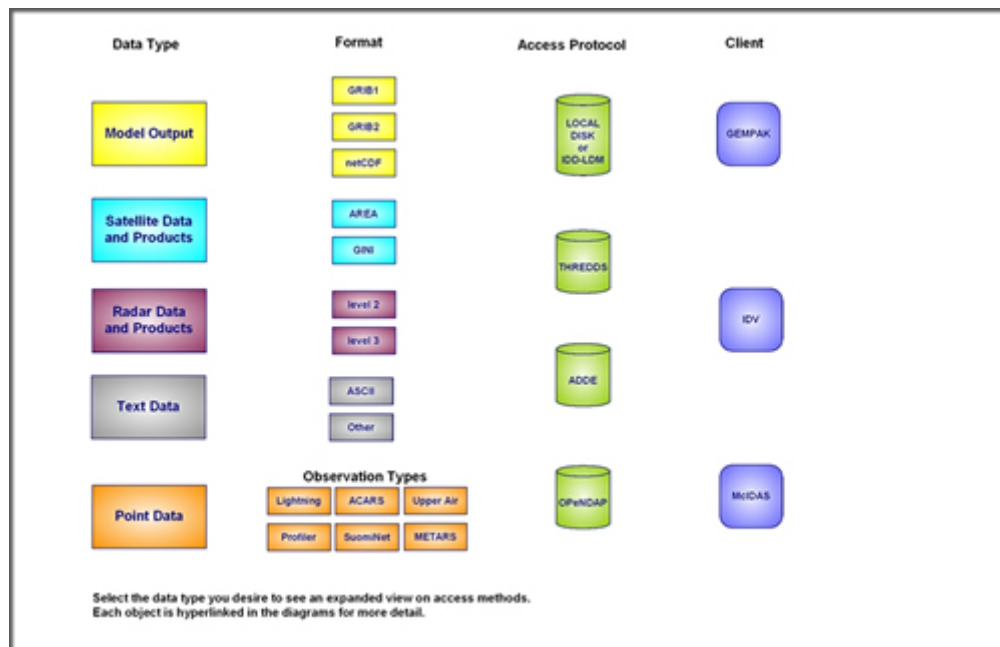 Data Type
Format
Access Protocol
Client
Model Output
GRIB1
GRIB2
netCDF
LOCAL
DISK
or
IDD-LDM
GEMPAK
Satellite Data
and Products
AREA
GINI
THREDDS
Radar Data
and Products
level 2
level 3
IDV
Text Data
ASCII
Other
ADDE
Observation Types
Point Data
Lightning
ACARS
Upper Air
Profiler
SuomiNet
METARS
OPeNDAP
McIDAS
Select the data type you desire to see an expanded view on access methods.
Each object is hyperlinked in the diagrams for more detail.